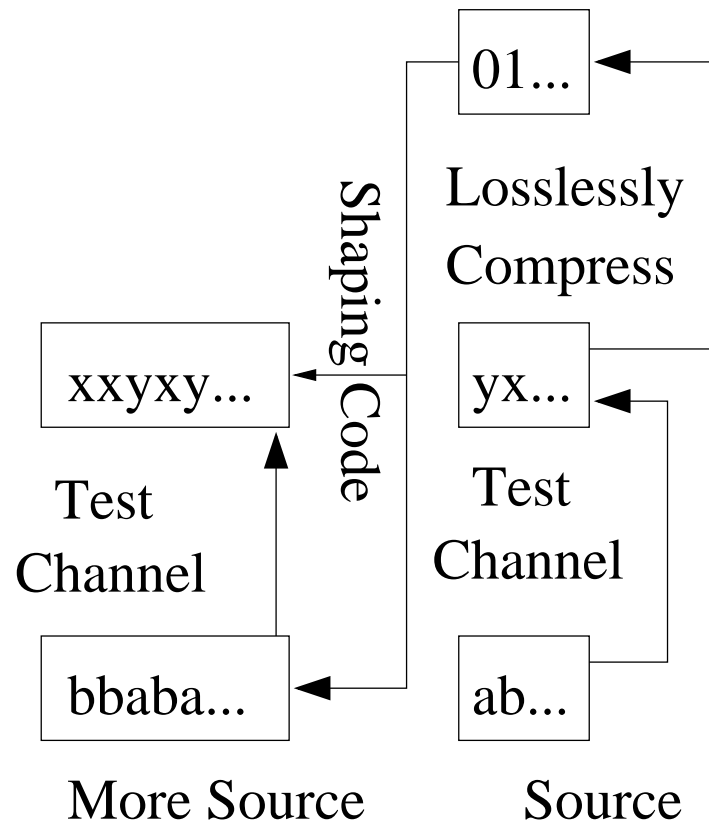 01...
Losslessly
Compress
Shaping Code
xxyxy...
yx...
Test
Channel
Test
Channel
bbaba...
ab...
More Source
Source